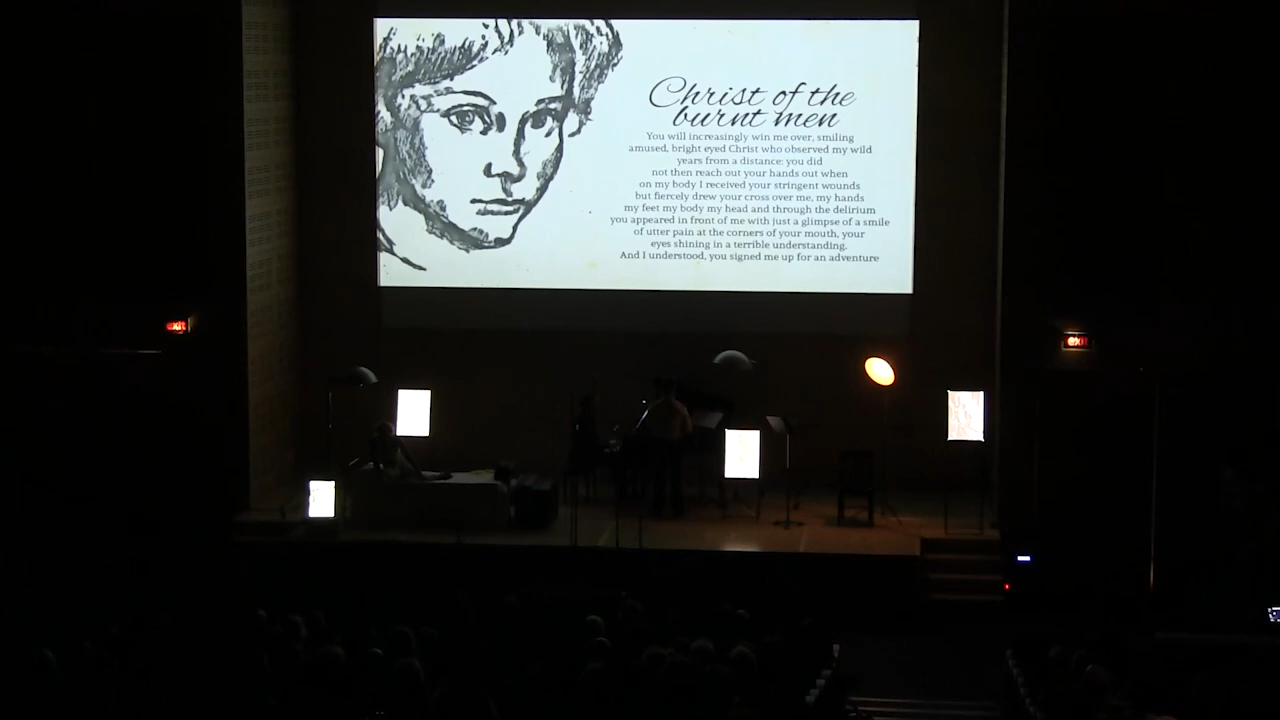 Christ of the
burnt men
You will increasingly win me over, smiling
amused, bright eyed Christ who observed my wild
years from a distance: you did
not then reach out your hands out when
on my body I received your stringent wounds
but fiercely drew your cross over me, my hands
my feet my body my head and through the delirium
you appeared in front of me with just a glimpse of a smile
of utter pain at the corners of your mouth, your
eyes shining in a terrible understanding.
And I understood, you signed me up for an adventure
exit
exit